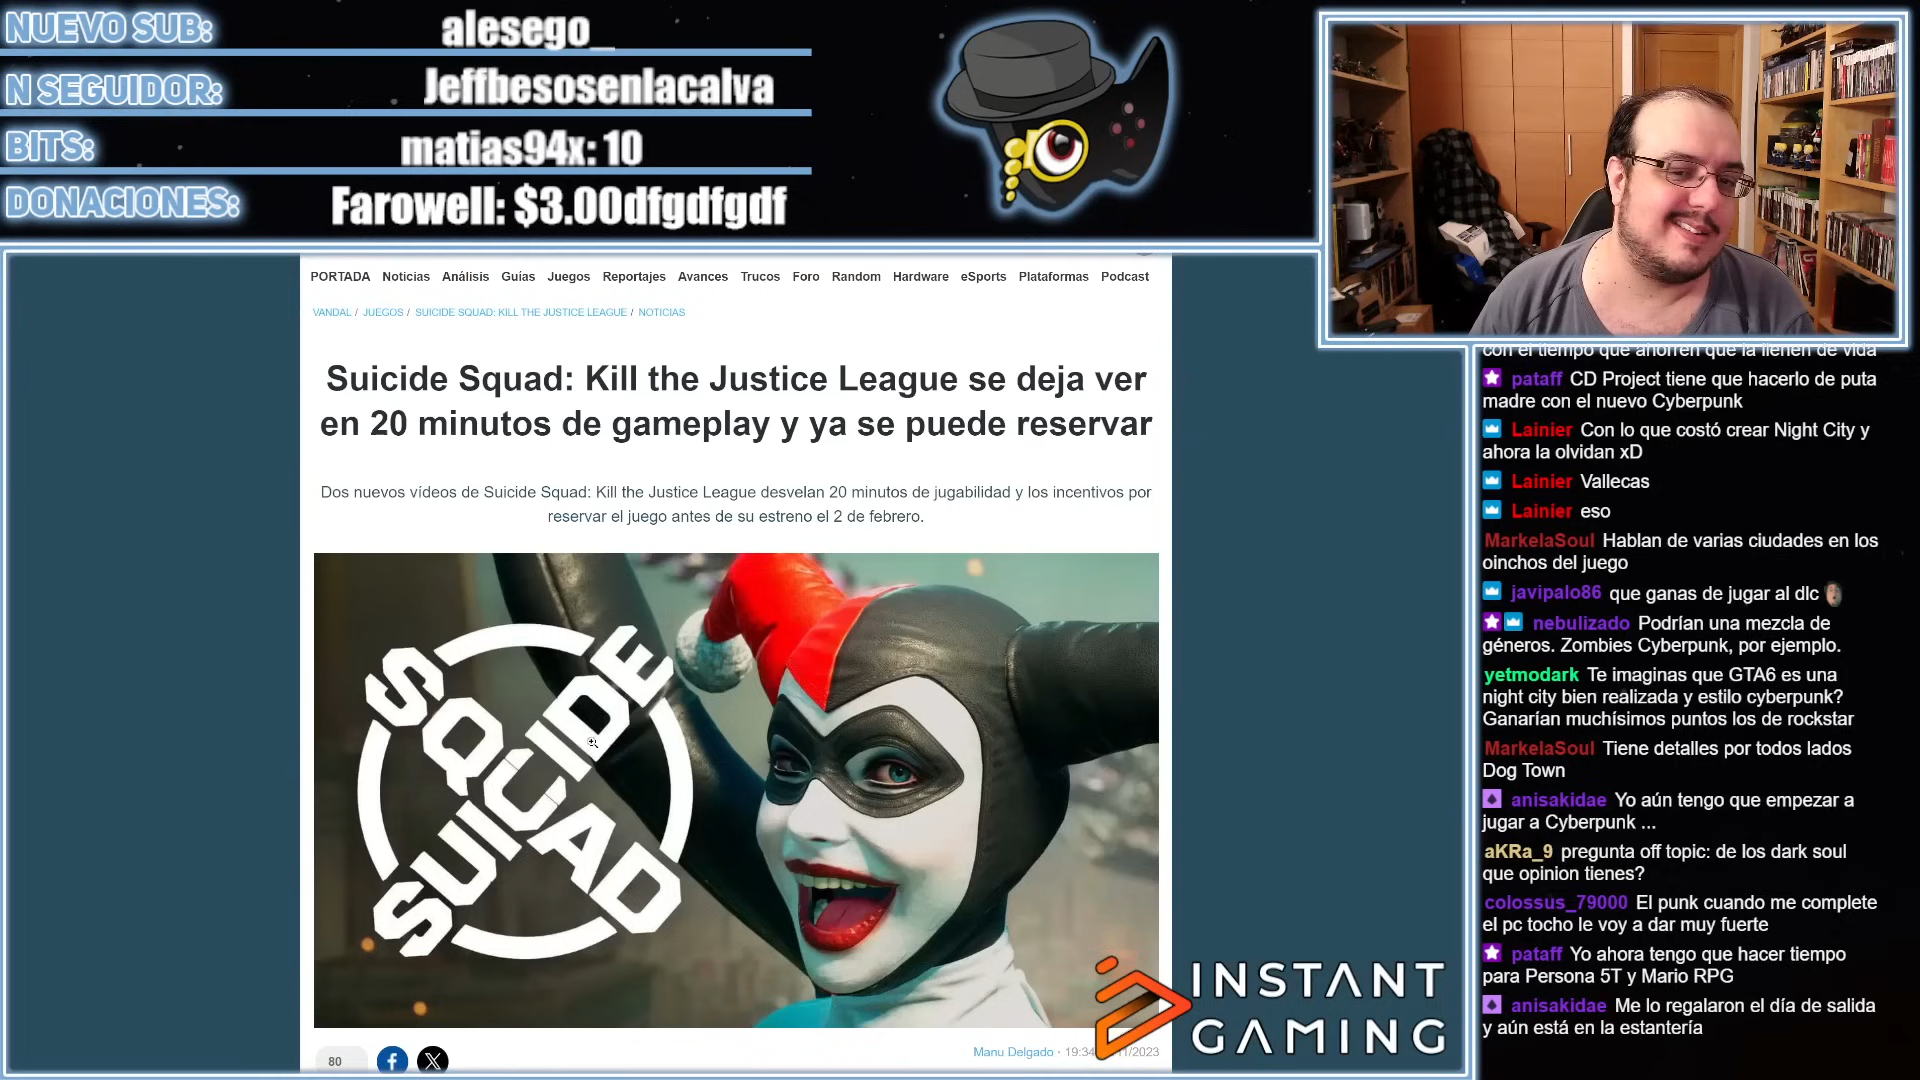 NUEVO SUB: alesego_
N SEGUIDOR: Jeffbesosenlacalva
BITS: matias94x: 10
DONACIONES: Farowell: $3.00dfgdfgdf
PORTADA Noticias Análisis Guías Juegos Reportajes Avances Trucos Foro Random Hardware eSports Plataformas Podcast
VANDAL / JUEGOS / SUICIDE SQUAD: KILL THE JUSTICE LEAGUE / NOTICIAS
Suicide Squad: Kill the Justice League se deja ver
en 20 minutos de gameplay y ya se puede reservar
Dos nuevos vídeos de Suicide Squad: Kill the Justice League desvelan 20 minutos de jugabilidad y los incentivos por
reservar el juego antes de su estreno el 2 de febrero.
SUICIDE
SQUAD
80
Manu Delgado · 19:34 /2023
INSTANT
GAMING
con el tiempo que ahorren que la llenen de vida
pataff CD Project tiene que hacerlo de puta
madre con el nuevo Cyberpunk
Lainier Con lo que costó crear Night City y
ahora la olvidan xD
Lainier Vallecas
Lainier eso
MarkelaSoul Hablan de varias ciudades en los
oinchos del juego
javipalo86 que ganas de jugar al dlc
nebulizado Podrían una mezcla de
géneros. Zombies Cyberpunk, por ejemplo.
yetmodark Te imaginas que GTA6 es una
night city bien realizada y estilo cyberpunk?
Ganarían muchísimos puntos los de rockstar
MarkelaSoul Tiene detalles por todos lados
Dog Town
anisakidae Yo aún tengo que empezar a
jugar a Cyberpunk ...
aKRa_9 pregunta off topic: de los dark soul
que opinion tienes?
colossus_79000 El punk cuando me complete
el pc tocho le voy a dar muy fuerte
pataff Yo ahora tengo que hacer tiempo
para Persona 5T y Mario RPG
anisakidae Me lo regalaron el día de salida
y aún está en la estantería